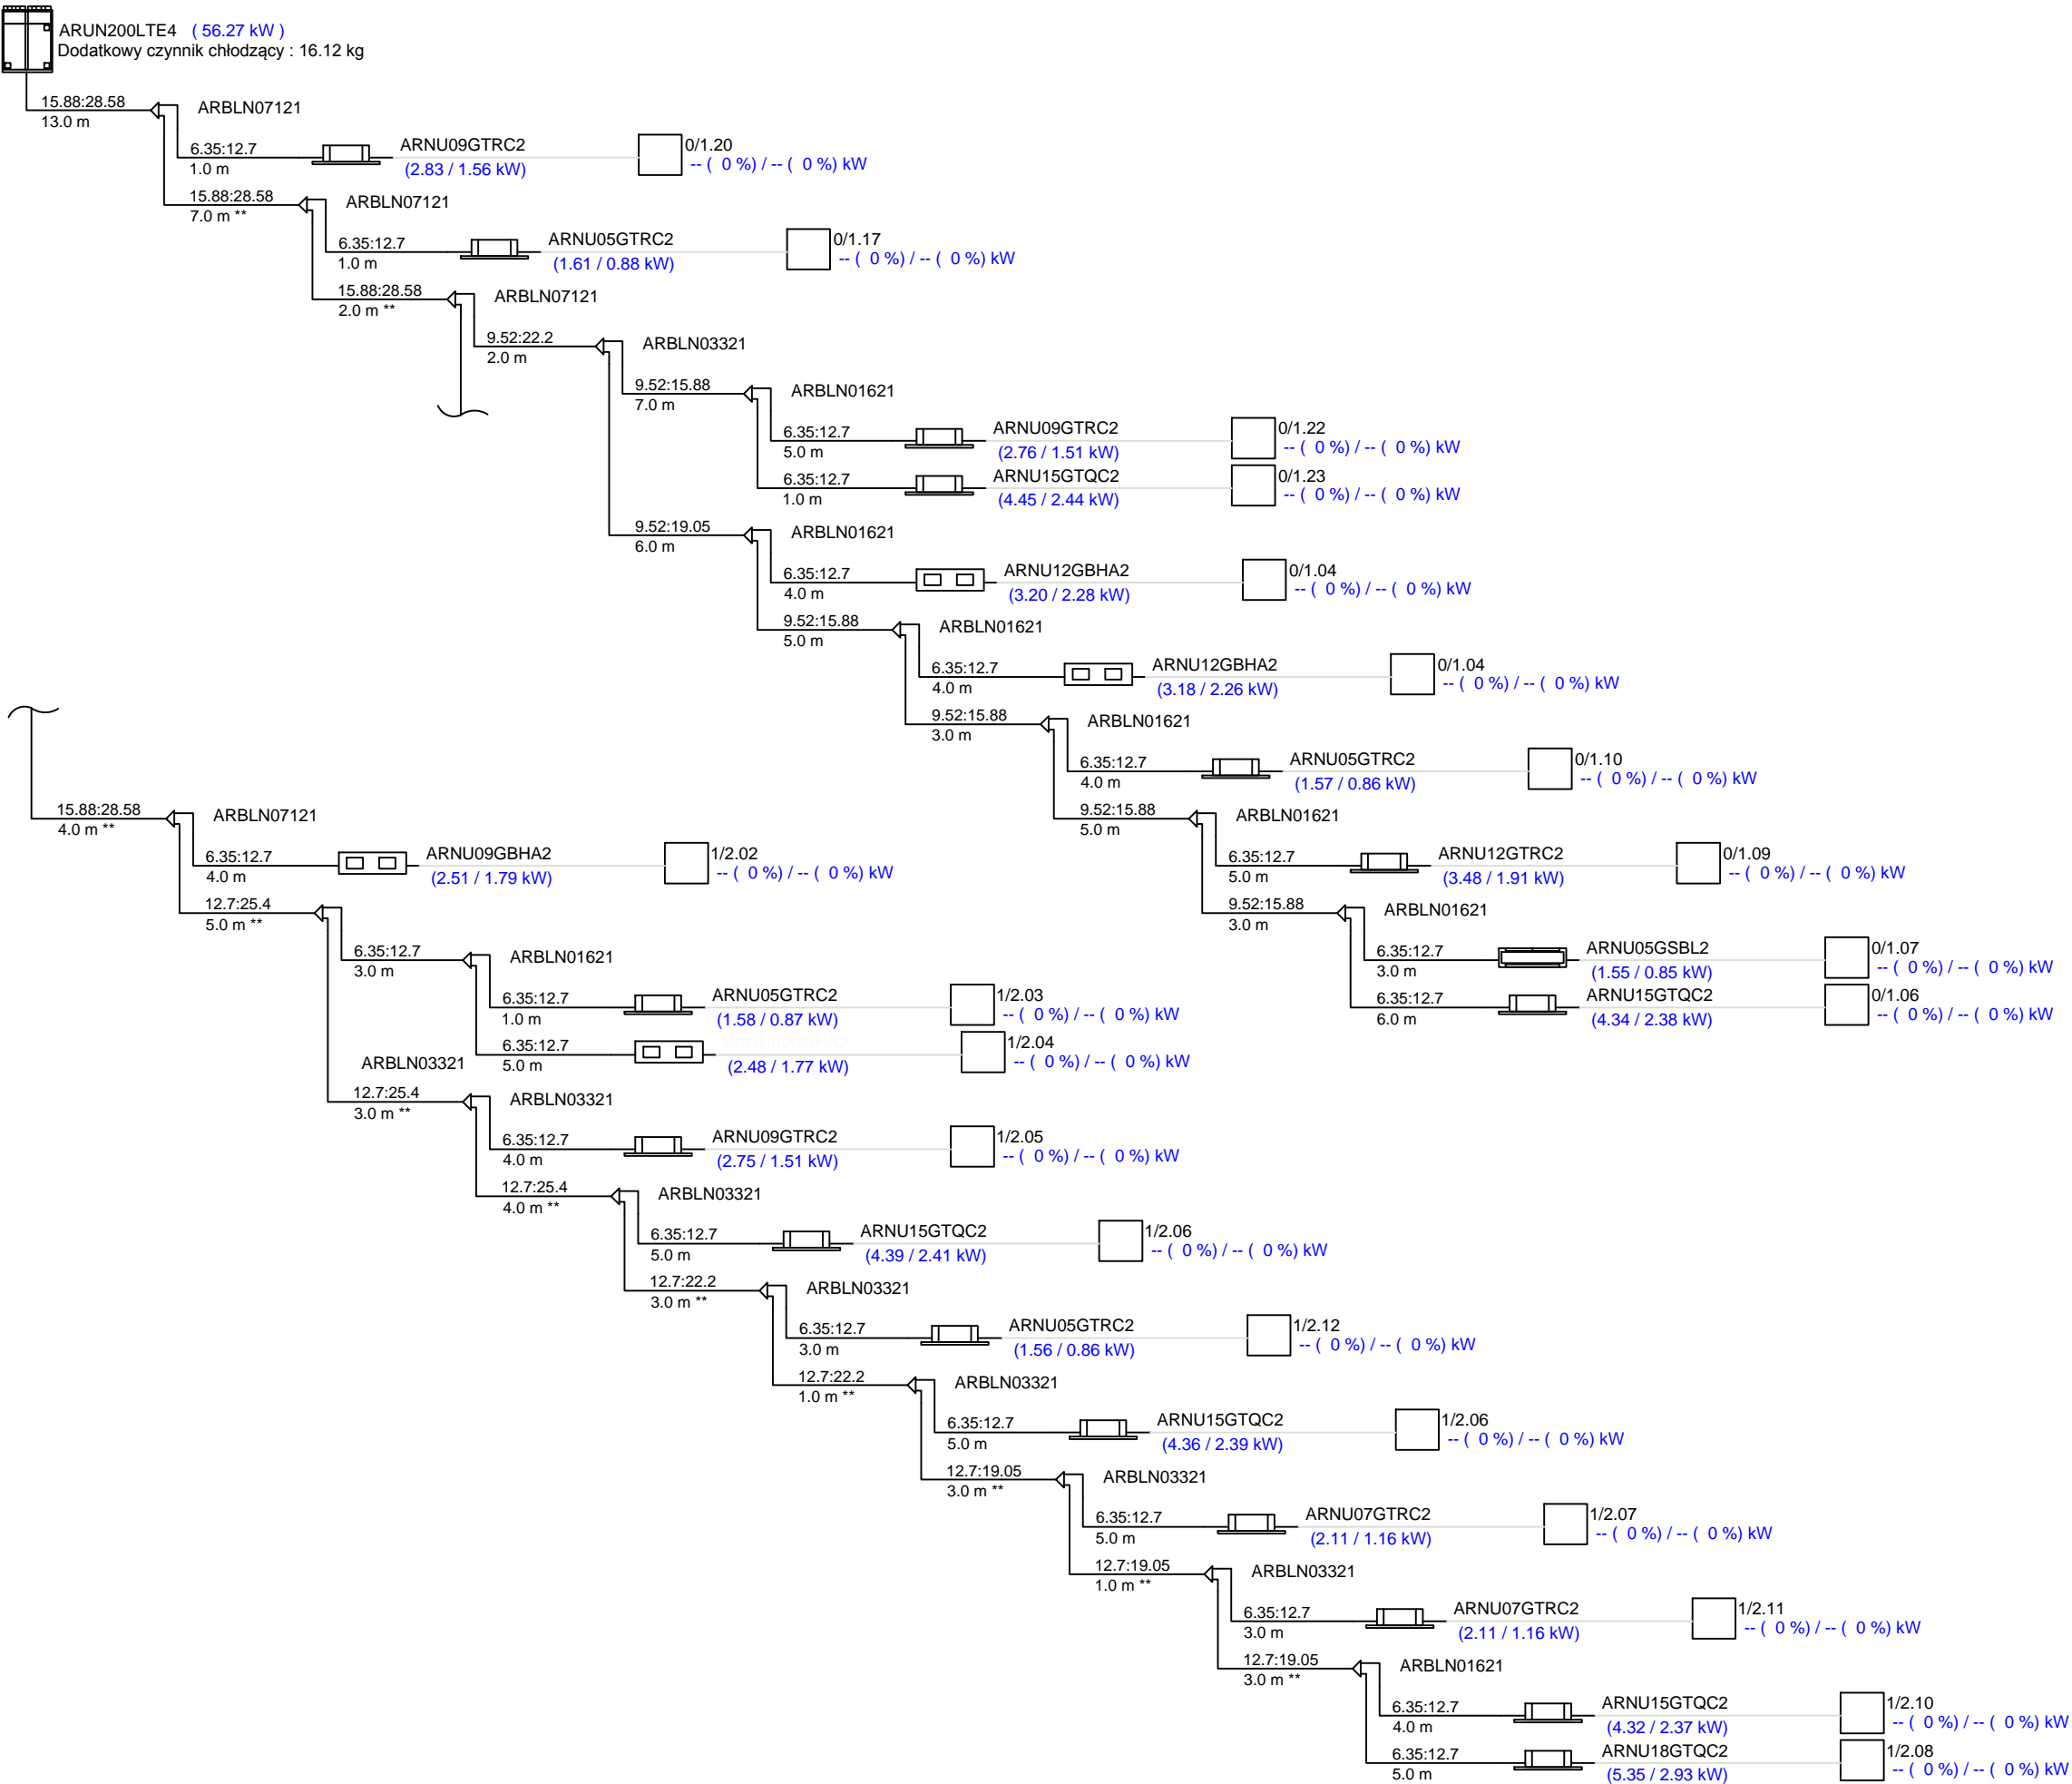 ARUN200LTE4 ( 56.27 kW )
Dodatkowy czynnik chłodzący : 16.12 kg
15.88:28.58
13.0 m
ARBLN07121
6.35:12.7
1.0 m
ARNU09GTRC2
(2.83 / 1.56 kW)
0/1.20
-- ( 0 %) / -- ( 0 %) kW
15.88:28.58
7.0 m **
ARBLN07121
6.35:12.7
1.0 m
ARNU05GTRC2
(1.61 / 0.88 kW)
0/1.17
-- ( 0 %) / -- ( 0 %) kW
15.88:28.58
2.0 m **
ARBLN07121
9.52:22.2
2.0 m
ARBLN03321
9.52:15.88
7.0 m
ARBLN01621
6.35:12.7
5.0 m
ARNU09GTRC2
(2.76 / 1.51 kW)
0/1.22
-- ( 0 %) / -- ( 0 %) kW
6.35:12.7
1.0 m
ARNU15GTQC2
(4.45 / 2.44 kW)
0/1.23
-- ( 0 %) / -- ( 0 %) kW
9.52:19.05
6.0 m
ARBLN01621
6.35:12.7
4.0 m
ARNU12GBHA2
(3.20 / 2.28 kW)
0/1.04
-- ( 0 %) / -- ( 0 %) kW
9.52:15.88
5.0 m
ARBLN01621
6.35:12.7
4.0 m
ARNU12GBHA2
(3.18 / 2.26 kW)
0/1.04
-- ( 0 %) / -- ( 0 %) kW
9.52:15.88
3.0 m
ARBLN01621
6.35:12.7
4.0 m
ARNU05GTRC2
(1.57 / 0.86 kW)
0/1.10
-- ( 0 %) / -- ( 0 %) kW
9.52:15.88
5.0 m
ARBLN01621
6.35:12.7
5.0 m
ARNU12GTRC2
(3.48 / 1.91 kW)
0/1.09
-- ( 0 %) / -- ( 0 %) kW
9.52:15.88
3.0 m
ARBLN01621
6.35:12.7
3.0 m
ARNU05GSBL2
(1.55 / 0.85 kW)
0/1.07
-- ( 0 %) / -- ( 0 %) kW
6.35:12.7
6.0 m
ARNU15GTQC2
(4.34 / 2.38 kW)
0/1.06
-- ( 0 %) / -- ( 0 %) kW
15.88:28.58
4.0 m **
ARBLN07121
6.35:12.7
4.0 m
ARNU09GBHA2
(2.51 / 1.79 kW)
1/2.02
-- ( 0 %) / -- ( 0 %) kW
12.7:25.4
5.0 m **
ARBLN03321
6.35:12.7
3.0 m
ARBLN01621
6.35:12.7
1.0 m
ARNU05GTRC2
(1.58 / 0.87 kW)
1/2.03
-- ( 0 %) / -- ( 0 %) kW
6.35:12.7
5.0 m
(2.48 / 1.77 kW)
1/2.04
-- ( 0 %) / -- ( 0 %) kW
12.7:25.4
3.0 m **
ARBLN03321
6.35:12.7
4.0 m
ARNU09GTRC2
(2.75 / 1.51 kW)
1/2.05
-- ( 0 %) / -- ( 0 %) kW
12.7:25.4
4.0 m **
ARBLN03321
6.35:12.7
5.0 m
ARNU15GTQC2
(4.39 / 2.41 kW)
1/2.06
-- ( 0 %) / -- ( 0 %) kW
12.7:22.2
3.0 m **
ARBLN03321
6.35:12.7
3.0 m
ARNU05GTRC2
(1.56 / 0.86 kW)
1/2.12
-- ( 0 %) / -- ( 0 %) kW
12.7:22.2
1.0 m **
ARBLN03321
6.35:12.7
5.0 m
ARNU15GTQC2
(4.36 / 2.39 kW)
1/2.06
-- ( 0 %) / -- ( 0 %) kW
12.7:19.05
3.0 m **
ARBLN03321
6.35:12.7
5.0 m
ARNU07GTRC2
(2.11 / 1.16 kW)
1/2.07
-- ( 0 %) / -- ( 0 %) kW
12.7:19.05
1.0 m **
ARBLN03321
6.35:12.7
3.0 m
ARNU07GTRC2
(2.11 / 1.16 kW)
1/2.11
-- ( 0 %) / -- ( 0 %) kW
12.7:19.05
3.0 m **
ARBLN01621
6.35:12.7
4.0 m
ARNU15GTQC2
(4.32 / 2.37 kW)
1/2.10
-- ( 0 %) / -- ( 0 %) kW
6.35:12.7
5.0 m
ARNU18GTQC2
(5.35 / 2.93 kW)
1/2.08
-- ( 0 %) / -- ( 0 %) kW